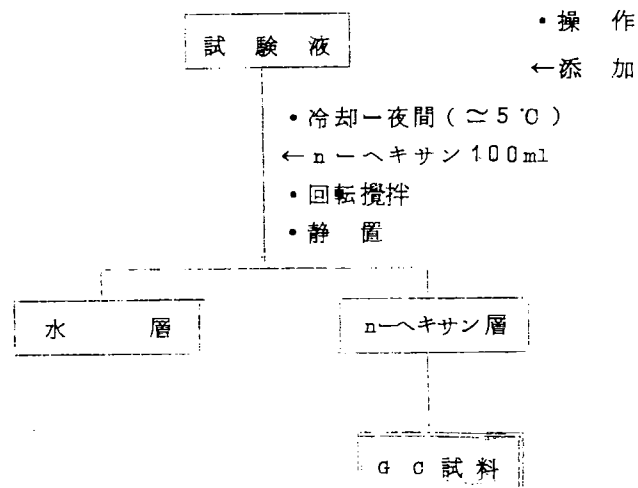 ・操 作
試 験 液
←添 加
・冷却一夜間(≃5℃)
←n-ヘキサン100ml
・回転攪拌
・静 置
水 層
n-ヘキサン層
GC試料